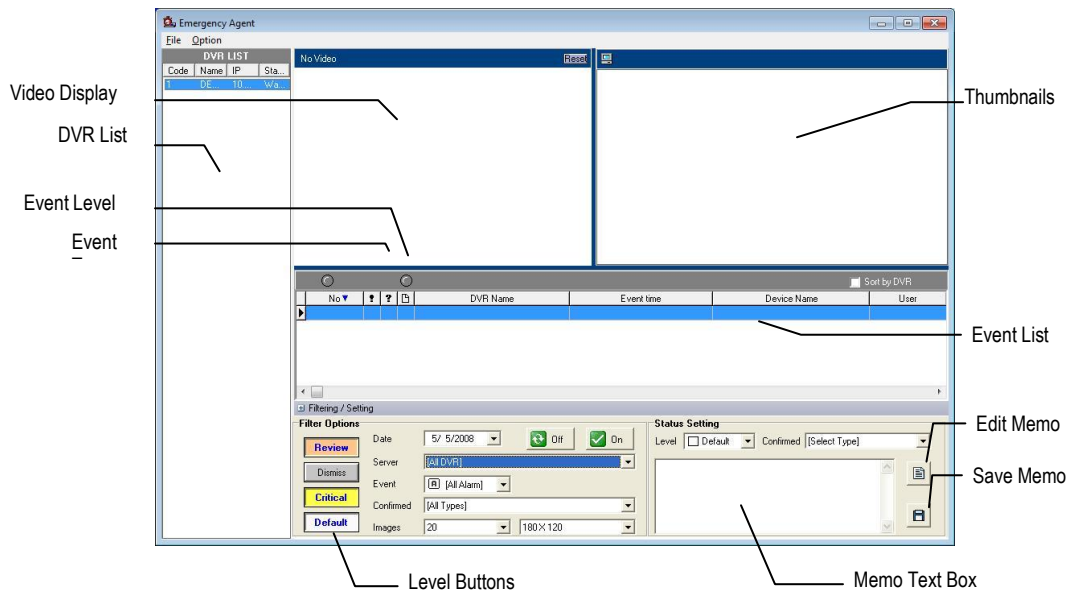 Emergency Agent
File Option
DVR LIST
Code Name IP Sta...
1 DE... 10.... Wa...
No Video Reset
Video Display
DVR List
Event Level
Event
Thumbnails
Sort by DVR
No ! ? DVR Name Event time Device Name User
Event List
Filtering / Setting
Filter Options
Review
Dismiss
Critical
Default
Date 5/ 5/2008 Off On
Server [All DVR]
Event [All Alarm]
Confirmed [All Types]
Images 20 180 X 120
Status Setting
Level Default Confirmed [Select Type]
Edit Memo
Save Memo
Level Buttons
Memo Text Box